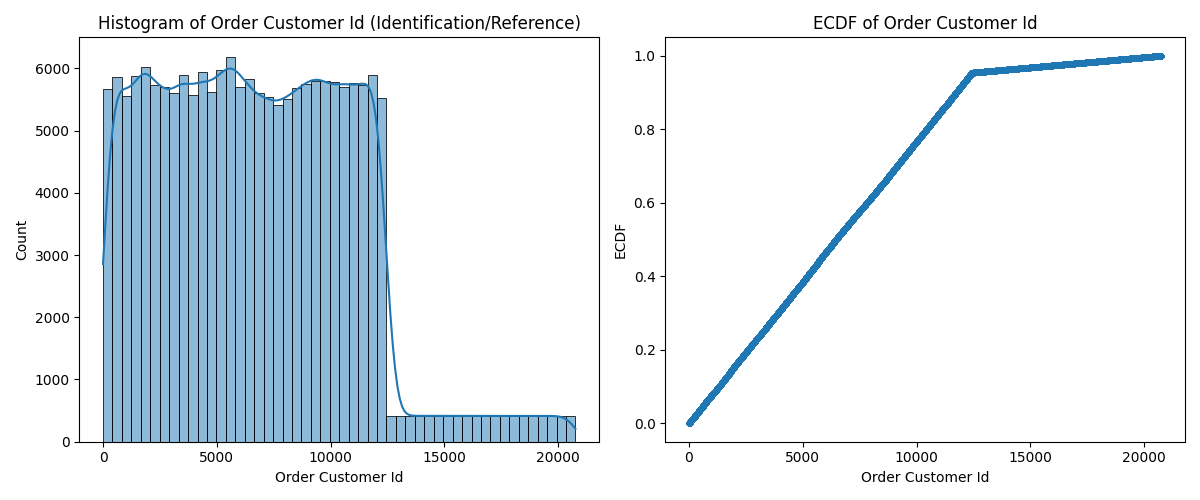 Histogram of Order Customer Id (Identification/Reference)
6000
5000
4000
3000
2000
1000
0
Count
0 5000 10000 15000 20000
Order Customer Id
ECDF of Order Customer Id
1.0
0.8
0.6
0.4
0.2
0.0
ECDF
0 5000 10000 15000 20000
Order Customer Id